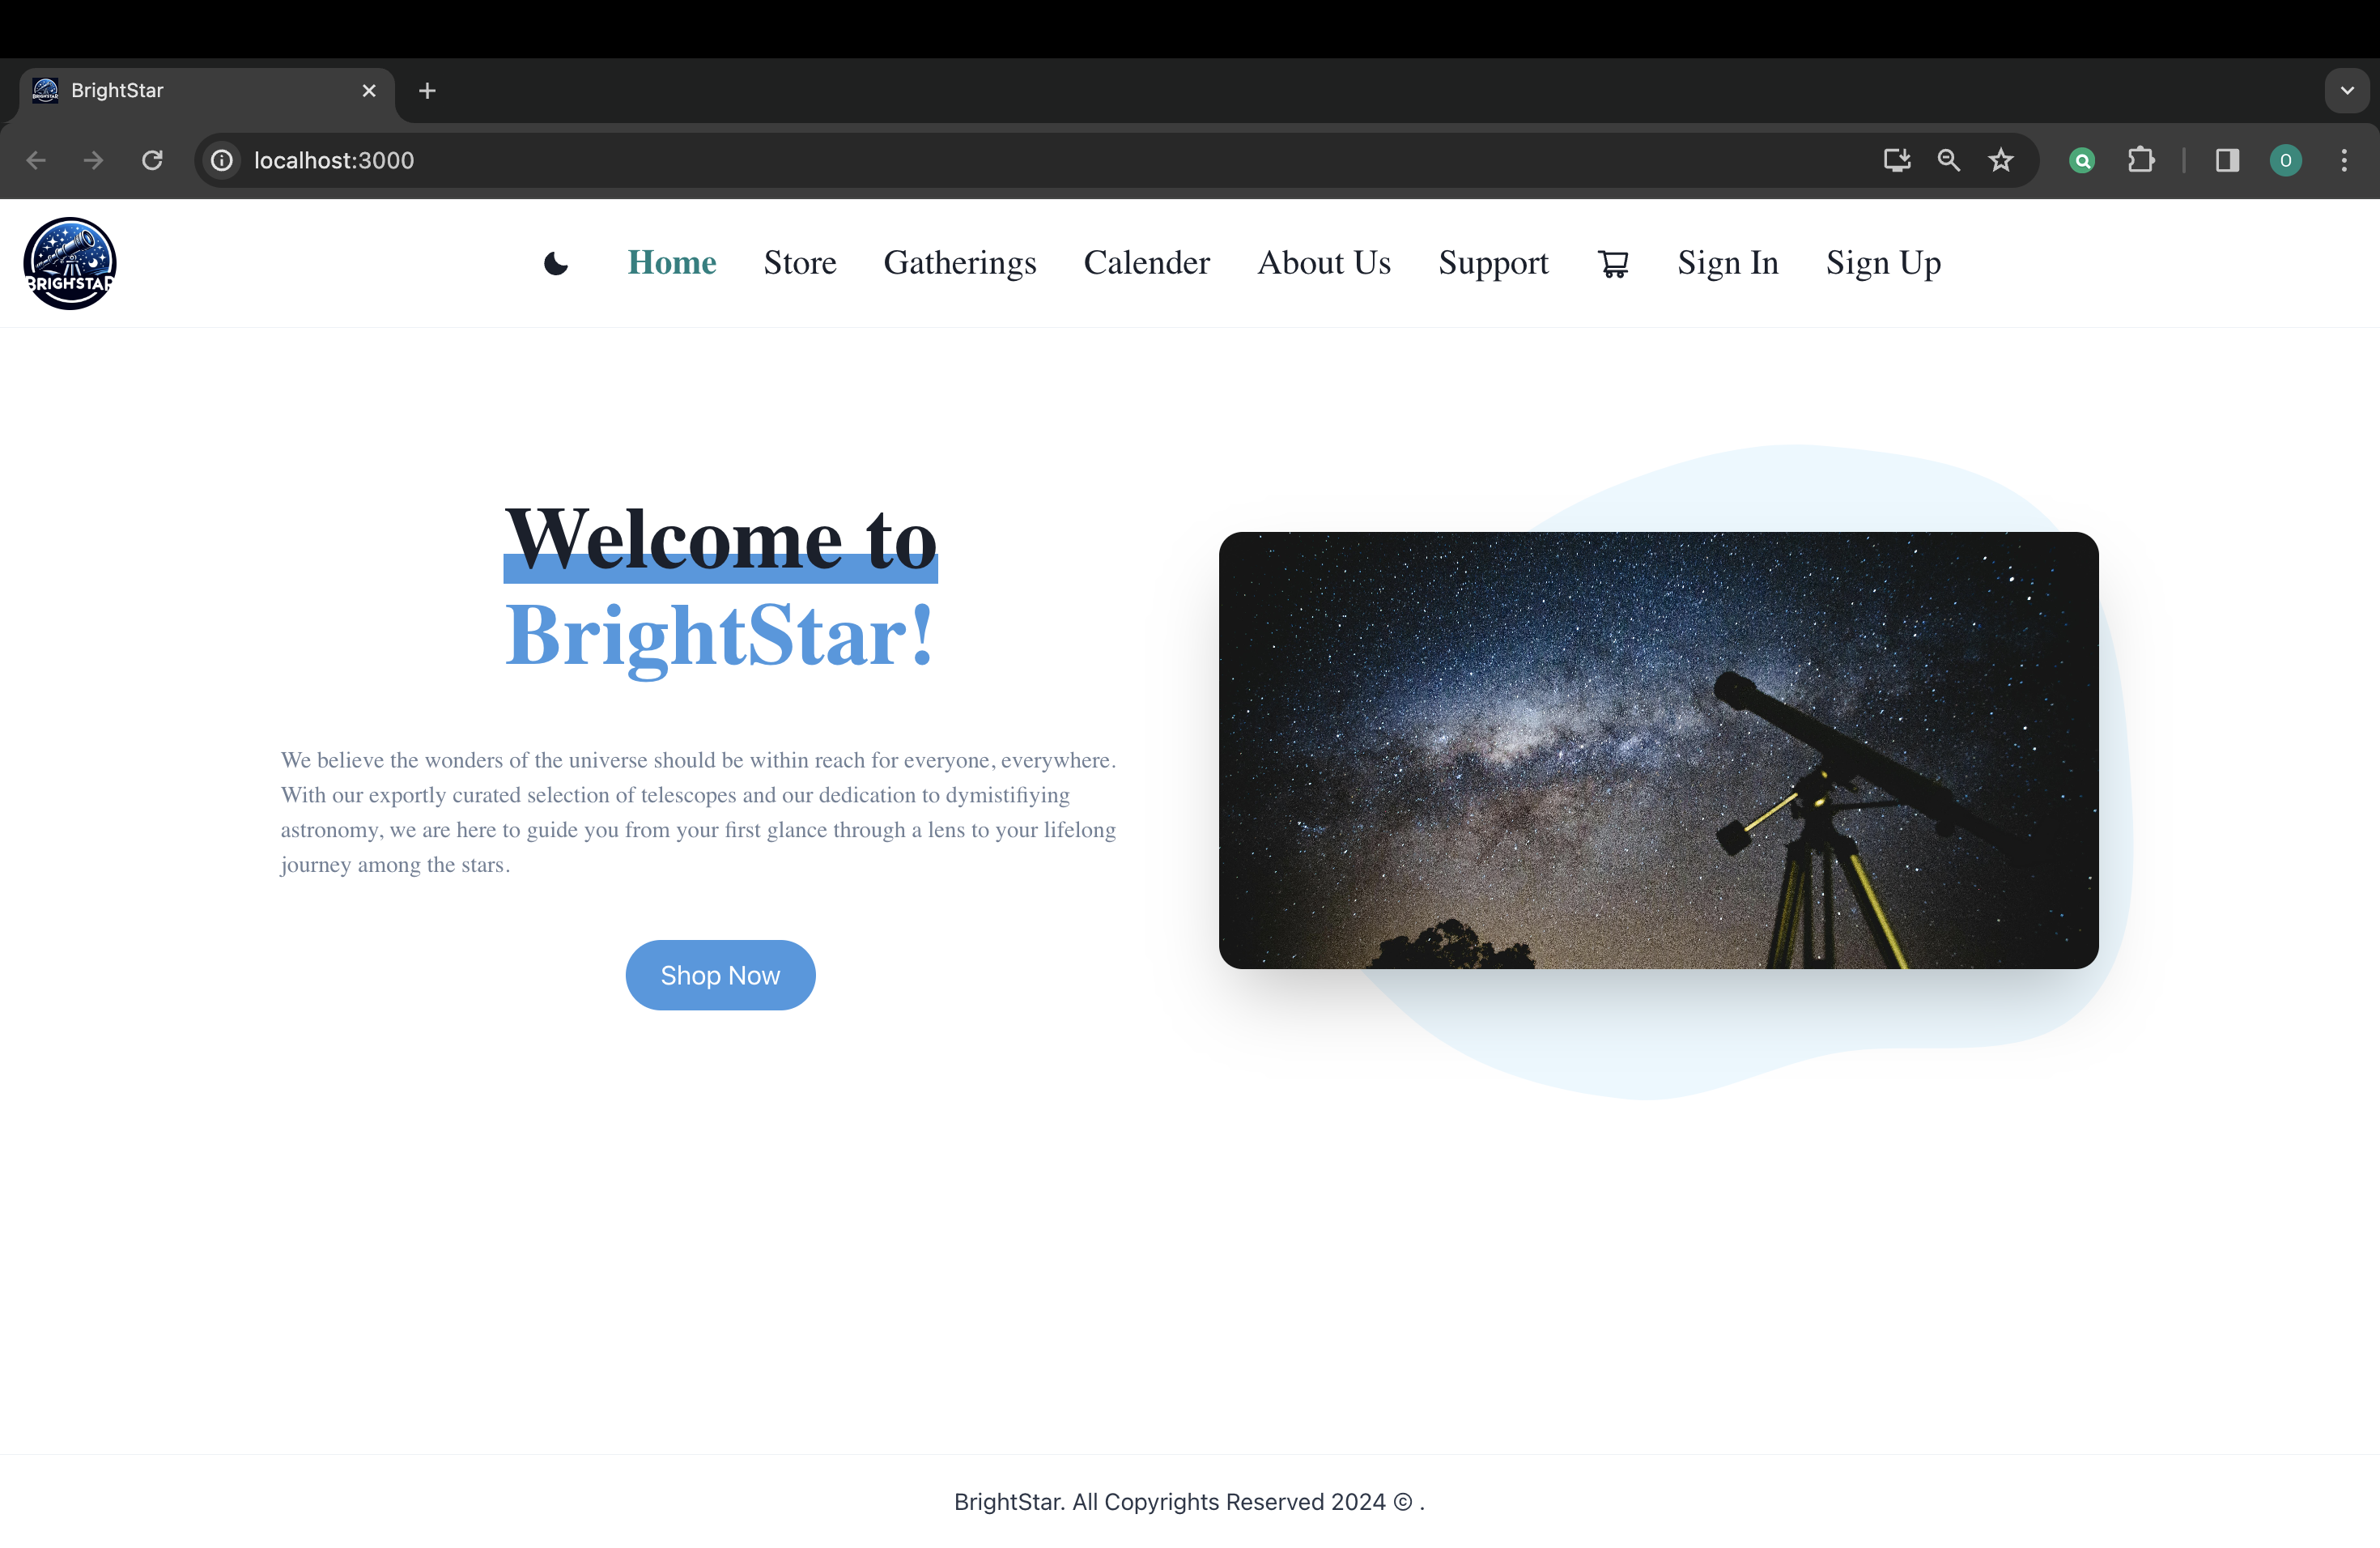 BrightStar
localhost:3000
BRIGHTSTAR
Home Store Gatherings Calender About Us Support Sign In Sign Up
Welcome to
BrightStar!
We believe the wonders of the universe should be within reach for everyone, everywhere.
With our exportly curated selection of telescopes and our dedication to dymistifiying
astronomy, we are here to guide you from your first glance through a lens to your lifelong
journey among the stars.
Shop Now
BrightStar. All Copyrights Reserved 2024 © .